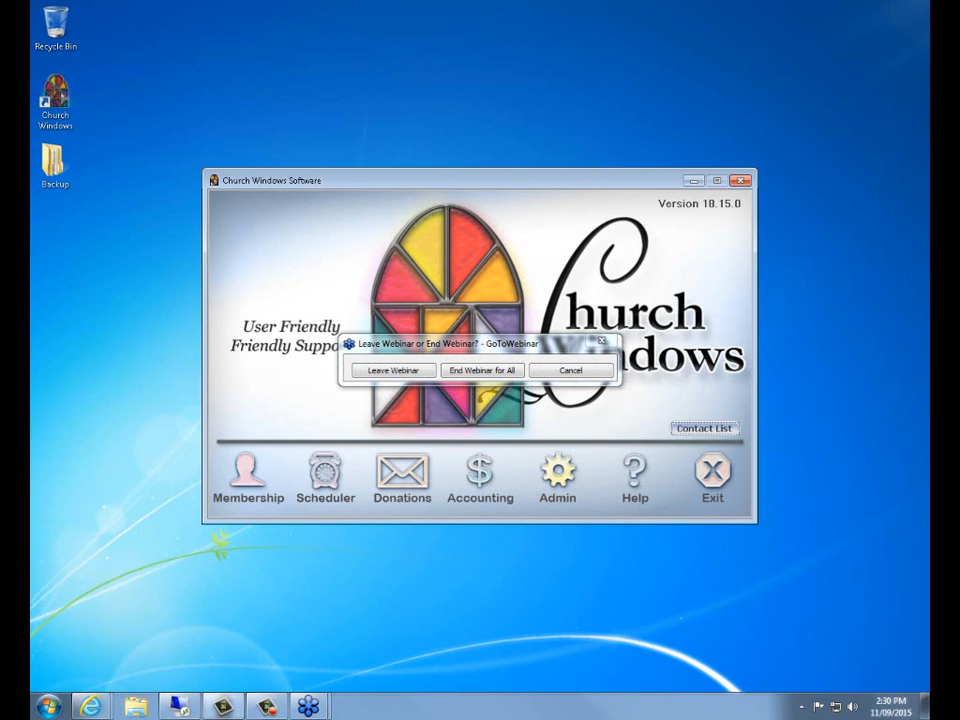 Recycle Bin
Church
Windows
Backup
Church Windows Software
Version 18.15.0
User Friendly
Friendly Suppo
Church
Windows
Leave Webinar or End Webinar? - GoToWebinar
Leave Webinar
End Webinar for All
Cancel
Contact List
Membership
Scheduler
Donations
Accounting
Admin
Help
Exit
2:30 PM
11/09/2015